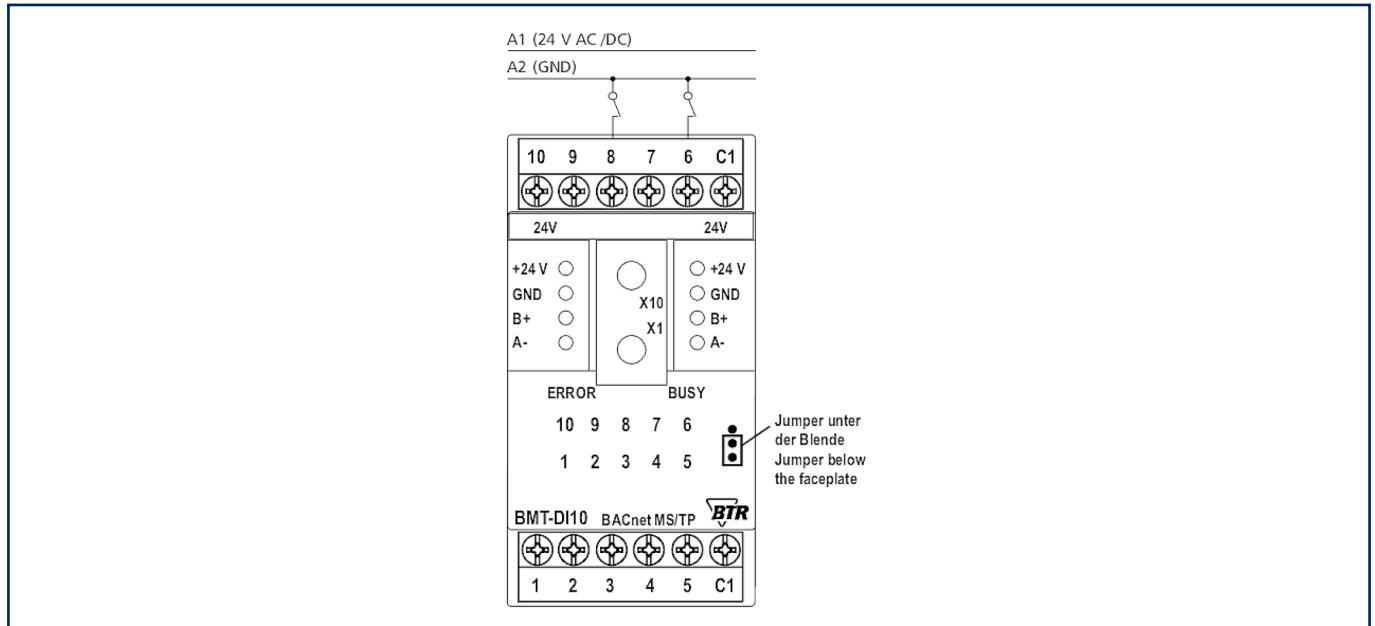 A1 (24 V AC /DC)
A2 (GND)
10 9 8 7 6 C1
24V 24V
+24 V +24 V
GND GND
X10
B+ B+
X1
A- A-
ERROR BUSY
10 9 8 7 6
1 2 3 4 5
Jumper unter
der Blende
Jumper below
the faceplate
BMT-DI10 BACnet MS/TP BTR
1 2 3 4 5 C1